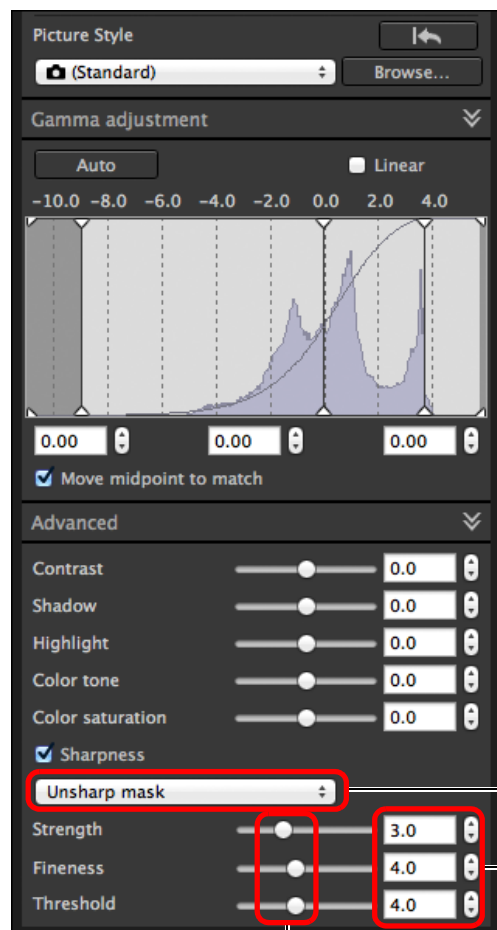 Picture Style
(Standard)
Browse...
Gamma adjustment
Auto
Linear
-10.0 -8.0 -6.0 -4.0 -2.0 0.0 2.0 4.0
0.00 0.00 0.00
Move midpoint to match
Advanced
Contrast 0.0
Shadow 0.0
Highlight 0.0
Color tone 0.0
Color saturation 0.0
Sharpness
Unsharp mask
Strength 3.0
Fineness 4.0
Threshold 4.0